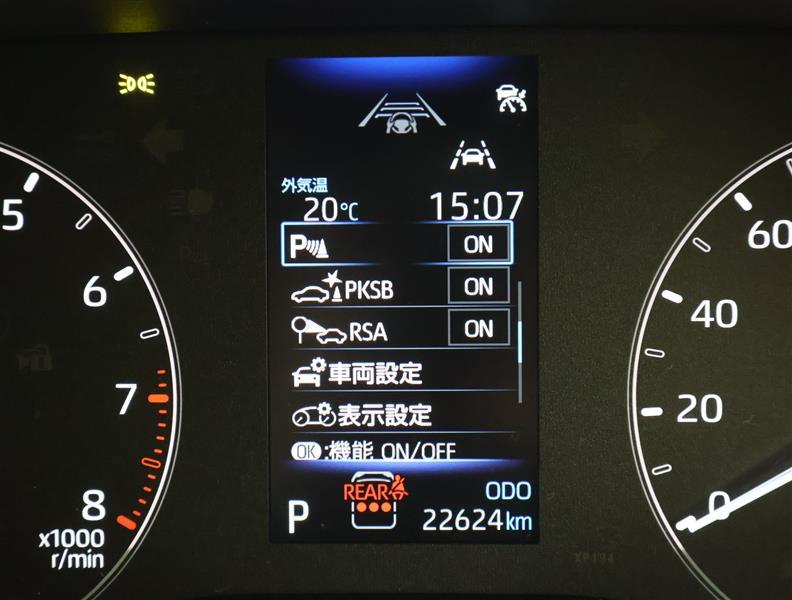 外気温
20℃ 15:07
P ON
PKSB ON
RSA ON
車両設定
表示設定
OK:機能 ON/OFF
REAR
P
ODO
22624km
5
6
7
8
x1000
r/min
60
40
20
0